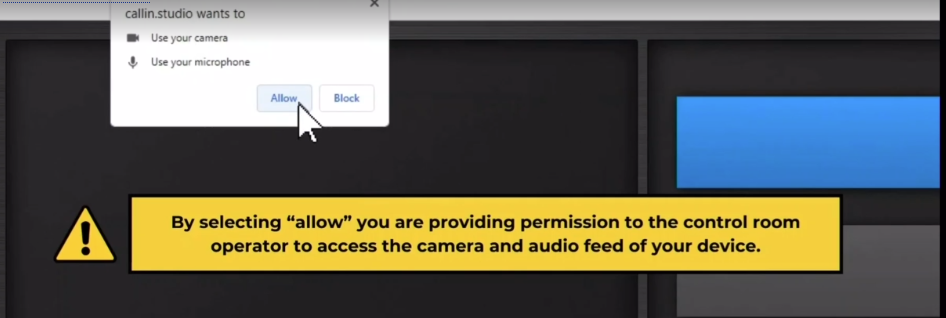 callin.studio wants to
Use your camera
Use your microphone
Allow
Block
By selecting “allow” you are providing permission to the control room
operator to access the camera and audio feed of your device.